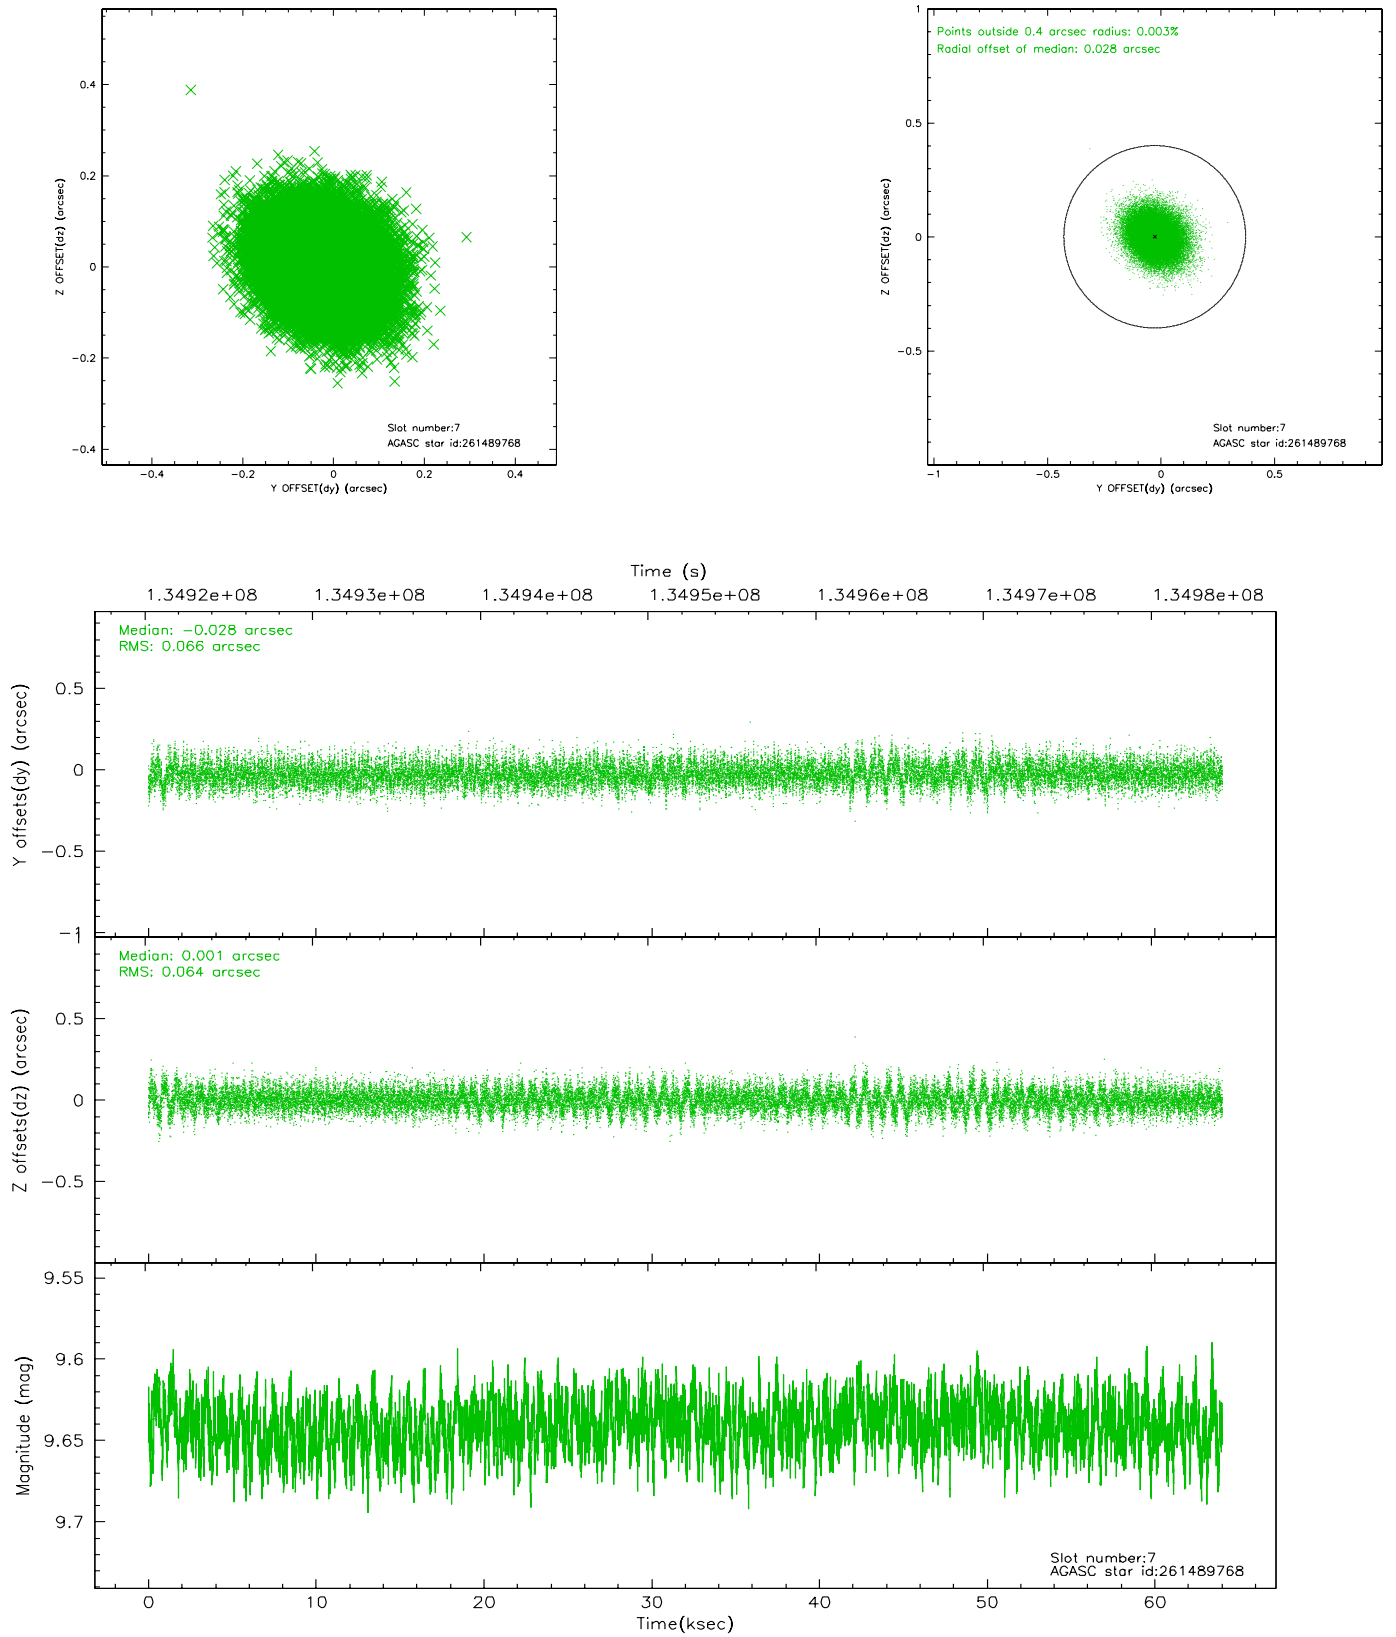 0.4
0.2
0
-0.2
-0.4
Z OFFSET(dz) (arcsec)
-0.4 -0.2 0 0.2 0.4
Y OFFSET(dy) (arcsec)
Slot number:7
AGASC star id:261489768
Points outside 0.4 arcsec radius: 0.003%
Radial offset of median: 0.028 arcsec
1
0.5
0
-0.5
Z OFFSET(dz) (arcsec)
-1 -0.5 0 0.5
Y OFFSET(dy) (arcsec)
Slot number:7
AGASC star id:261489768
Time (s)
1.3492e+08 1.3493e+08 1.3494e+08 1.3495e+08 1.3496e+08 1.3497e+08 1.3498e+08
Median: -0.028 arcsec
RMS: 0.066 arcsec
0.5
0
-0.5
-1
Y offsets(dy) (arcsec)
Median: 0.001 arcsec
RMS: 0.064 arcsec
0.5
0
-0.5
Z offsets(dz) (arcsec)
9.55
9.6
9.65
9.7
Magnitude (mag)
Slot number:7
AGASC star id:261489768
0 10 20 30 40 50 60
Time(ksec)